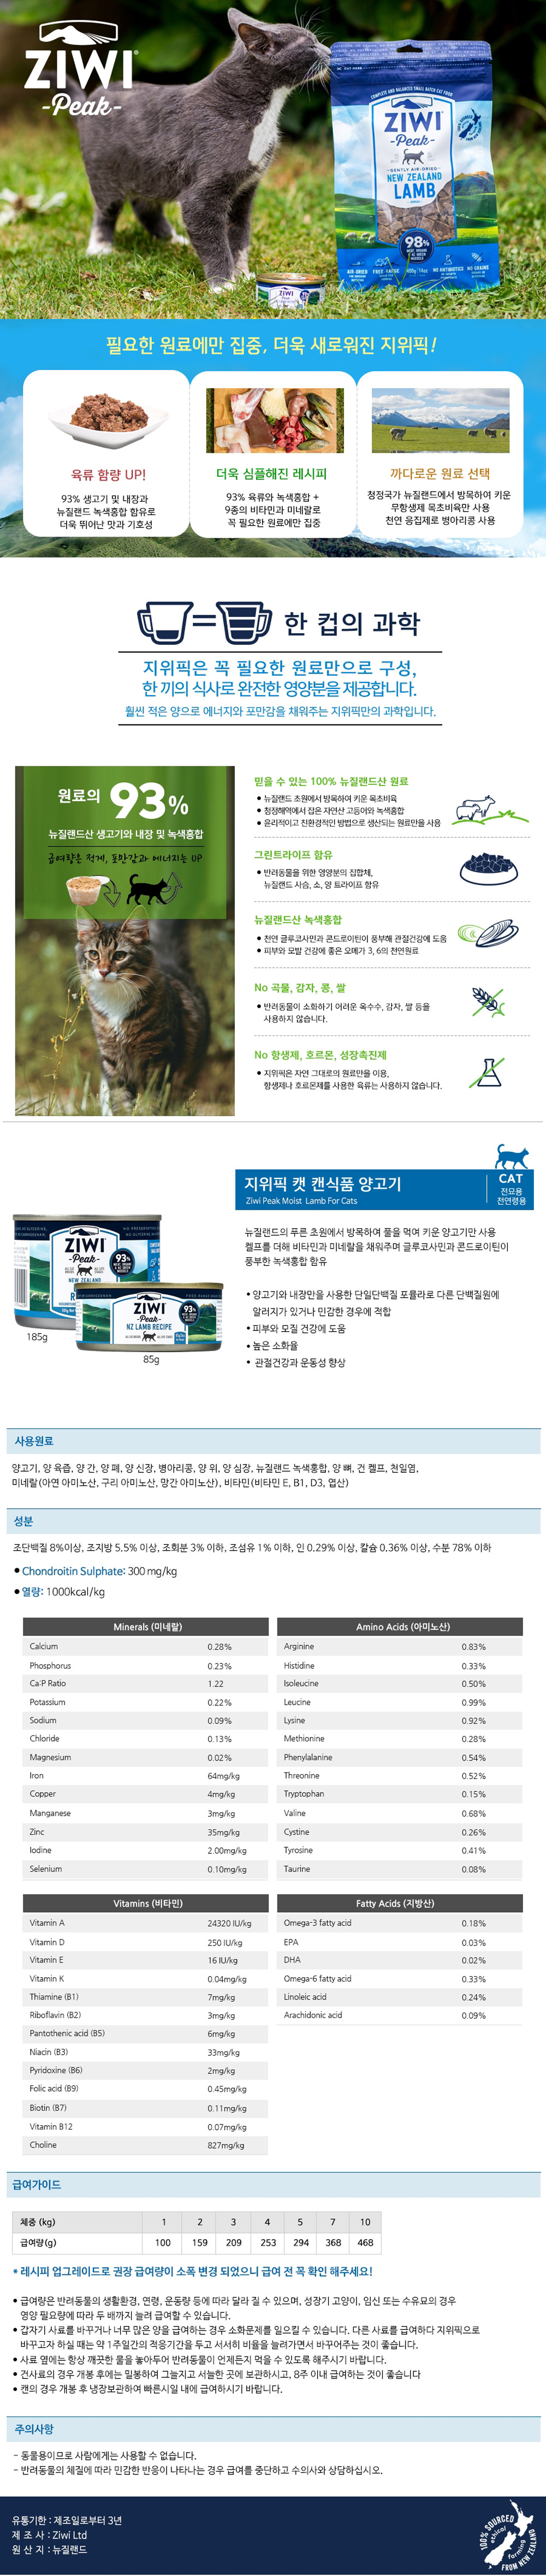 ZIWI
-Peak-
COMPLETE AND BALANCED SMALL BATCH CAT FOOD
ZIWI
-Peak-
GENTLY AIR-DRIED
NEW ZEALAND
LAMB
98%
AIR-DRIED
FREE RANGE
NO ANTIBIOTICS
NO GRAINS
ZIWI
Peak
필요한 원료에만 집중, 더욱 새로워진 지위픽!
육류 함량 UP!
93% 생고기 및 내장과
뉴질랜드 녹색홍합 함유로
더욱 뛰어난 맛과 기호성
더욱 심플해진 레시피
93% 육류와 녹색홍합 +
9종의 비타민과 미네랄로
꼭 필요한 원료에만 집중
까다로운 원료 선택
청정국가 뉴질랜드에서 방목하여 키운
무항생제 목초비육만 사용
천연 응집제로 병아리콩 사용
한 컵의 과학
지위픽은 꼭 필요한 원료만으로 구성,
한 끼의 식사로 완전한 영양분을 제공합니다.
훨씬 적은 양으로 에너지와 포만감을 채워주는 지위픽만의 과학입니다.
원료의 93%
뉴질랜드산 생고기와 내장 및 녹색홍합
급여량은 적게, 포만감과 에너지는 UP
믿을 수 있는 100% 뉴질랜드산 원료
• 뉴질랜드 초원에서 방목하여 키운 목초비육
• 청정해역에서 잡은 자연산 고등어와 녹색홍합
• 윤리적이고 친환경적인 방법으로 생산되는 원료만을 사용
그린트라이프 함유
• 반려동물을 위한 영양분의 집합체,
뉴질랜드 사슴, 소, 양 트라이프 함유
뉴질랜드산 녹색홍합
• 천연 글루코사민과 콘드로이틴이 풍부해 관절건강에 도움
• 피부와 모발 건강에 좋은 오메가 3, 6의 천연원료
No 곡물, 감자, 콩, 쌀
• 반려동물이 소화하기 어려운 옥수수, 감자, 쌀 등을
사용하지 않습니다.
No 항생제, 호르몬, 성장촉진제
• 지위픽은 자연 그대로의 원료만을 이용,
항생제나 호르몬제를 사용한 육류는 사용하지 않습니다.
지위픽 캣 캔식품 양고기
Ziwi Peak Moist Lamb For Cats
CAT
전묘용
전연령용
ZIWI
-Peak-
93%
ZIWI
-Peak-
NZ LAMB RECIPE
93%
185g
85g
뉴질랜드의 푸른 초원에서 방목하여 풀을 먹여 키운 양고기만 사용
켈프를 더해 비타민과 미네랄을 채워주며 글루코사민과 콘드로이틴이
풍부한 녹색홍합 함유
• 양고기와 내장만을 사용한 단일단백질 포뮬라로 다른 단백질원에
알러지가 있거나 민감한 경우에 적합
• 피부와 모질 건강에 도움
• 높은 소화율
• 관절건강과 운동성 향상
사용원료
양고기, 양 육즙, 양 간, 양 폐, 양 신장, 병아리콩, 양 위, 양 심장, 뉴질랜드 녹색홍합, 양 뼈, 건 켈프, 천일염,
미네랄(아연 아미노산, 구리 아미노산, 망간 아미노산), 비타민(비타민 E, B1, D3, 엽산)
성분
조단백질 8%이상, 조지방 5.5% 이상, 조회분 3% 이하, 조섬유 1% 이하, 인 0.29% 이상, 칼슘 0.36% 이상, 수분 78% 이하
• Chondroitin Sulphate: 300 mg/kg
• 열량: 1000kcal/kg
Minerals (미네랄)
Calcium 0.28%
Phosphorus 0.23%
Ca:P Ratio 1.22
Potassium 0.22%
Sodium 0.09%
Chloride 0.13%
Magnesium 0.02%
Iron 64mg/kg
Copper 4mg/kg
Manganese 3mg/kg
Zinc 35mg/kg
Iodine 2.00mg/kg
Selenium 0.10mg/kg
Amino Acids (아미노산)
Arginine 0.83%
Histidine 0.33%
Isoleucine 0.50%
Leucine 0.99%
Lysine 0.92%
Methionine 0.28%
Phenylalanine 0.54%
Threonine 0.52%
Tryptophan 0.15%
Valine 0.68%
Cystine 0.26%
Tyrosine 0.41%
Taurine 0.08%
Vitamins (비타민)
Vitamin A 24320 IU/kg
Vitamin D 250 IU/kg
Vitamin E 16 IU/kg
Vitamin K 0.04mg/kg
Thiamine (B1) 7mg/kg
Riboflavin (B2) 3mg/kg
Pantothenic acid (B5) 6mg/kg
Niacin (B3) 33mg/kg
Pyridoxine (B6) 2mg/kg
Folic acid (B9) 0.45mg/kg
Biotin (B7) 0.11mg/kg
Vitamin B12 0.07mg/kg
Choline 827mg/kg
Fatty Acids (지방산)
Omega-3 fatty acid 0.18%
EPA 0.03%
DHA 0.02%
Omega-6 fatty acid 0.33%
Linoleic acid 0.24%
Arachidonic acid 0.09%
급여가이드
체중 (kg) 1 2 3 4 5 7 10
급여량(g) 100 159 209 253 294 368 468
* 레시피 업그레이드로 권장 급여량이 소폭 변경 되었으니 급여 전 꼭 확인 해주세요!
• 급여량은 반려동물의 생활환경, 연령, 운동량 등에 따라 달라 질 수 있으며, 성장기 고양이, 임신 또는 수유묘의 경우
영양 필요량에 따라 두 배까지 늘려 급여할 수 있습니다.
• 갑자기 사료를 바꾸거나 너무 많은 양을 급여하는 경우 소화문제를 일으킬 수 있습니다. 다른 사료를 급여하다 지위픽으로
바꾸고자 하실 때는 약 1주일간의 적응기간을 두고 서서히 비율을 늘려가면서 바꾸어주는 것이 좋습니다.
• 사료 옆에는 항상 깨끗한 물을 놓아두어 반려동물이 언제든지 먹을 수 있도록 해주시기 바랍니다.
• 건사료의 경우 개봉 후에는 밀봉하여 그늘지고 서늘한 곳에 보관하시고, 8주 이내 급여하는 것이 좋습니다
• 캔의 경우 개봉 후 냉장보관하여 빠른시일 내에 급여하시기 바랍니다.
주의사항
- 동물용이므로 사람에게는 사용할 수 없습니다.
- 반려동물의 체질에 따라 민감한 반응이 나타나는 경우 급여를 중단하고 수의사와 상담하십시오.
유통기한 : 제조일로부터 3년
제 조 사 : Ziwi Ltd
원 산 지 : 뉴질랜드
100% SOURCED
ethical farming
FROM NEW ZEALAND